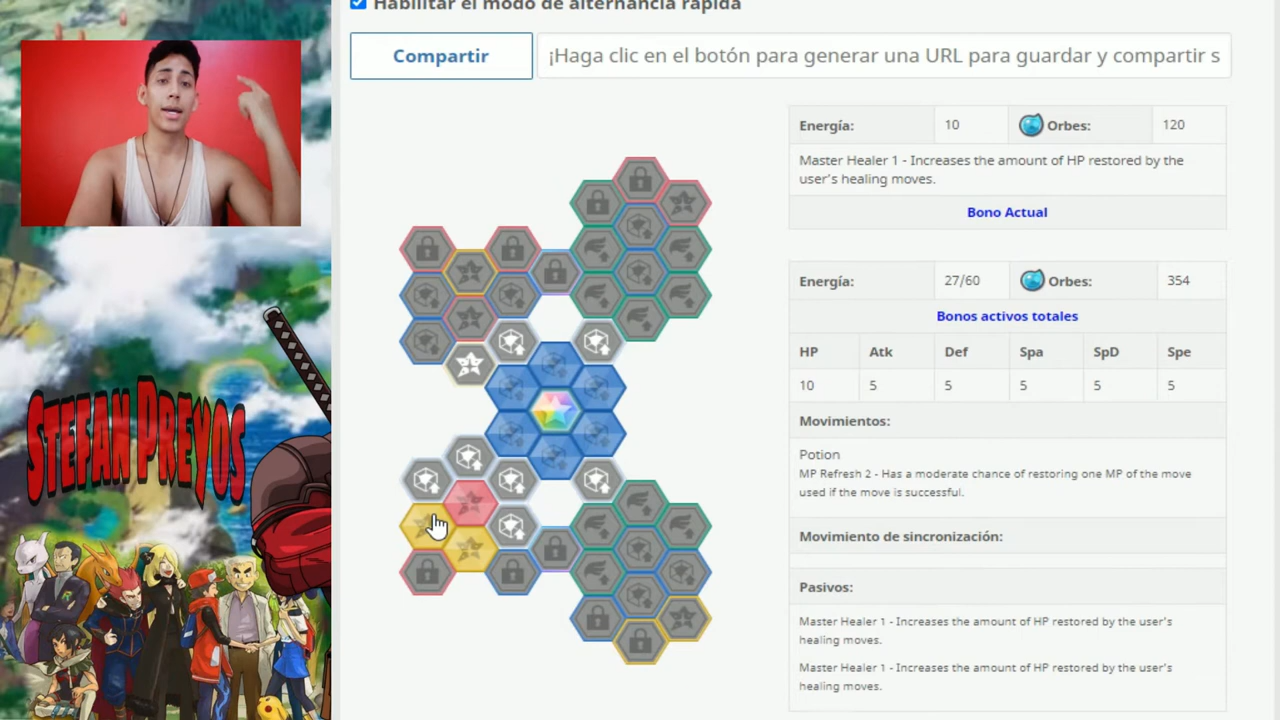 Habilitar el modo de alternancia rápida
Compartir
¡Haga clic en el botón para generar una URL para guardar y compartir s
Energía: 10 Orbes: 120
Master Healer 1 - Increases the amount of HP restored by the
user's healing moves.
Bono Actual
Energía: 27/60 Orbes: 354
Bonos activos totales
HP Atk Def Spa SpD Spe
10 5 5 5 5 5
Movimientos:
Potion
MP Refresh 2 - Has a moderate chance of restoring one MP of the move
used if the move is successful.
Movimiento de sincronización:
Pasivos:
Master Healer 1 - Increases the amount of HP restored by the user's
healing moves.
Master Healer 1 - Increases the amount of HP restored by the user's
healing moves.
STEFAN PREYOS